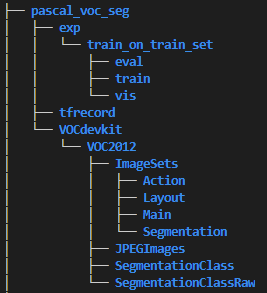 ├── pascal_voc_seg
│   ├── exp
│   │   └── train_on_train_set
│   │       ├── eval
│   │       ├── train
│   │       └── vis
│   ├── tfrecord
│   └── VOCdevkit
│       └── VOC2012
│           ├── ImageSets
│           │   ├── Action
│           │   ├── Layout
│           │   ├── Main
│           │   └── Segmentation
│           ├── JPEGImages
│           ├── SegmentationClass
│           └── SegmentationClassRaw